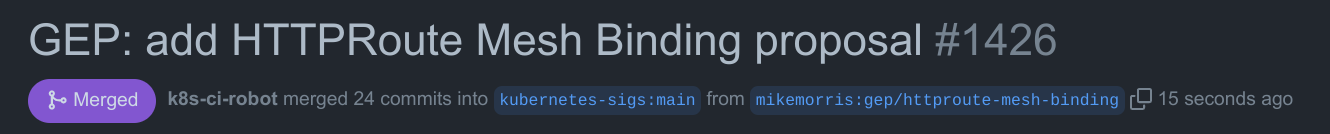 GEP: add HTTPRoute Mesh Binding proposal #1426
Merged k8s-ci-robot merged 24 commits into kubernetes-sigs:main from mikemorris:gep/httproute-mesh-binding 15 seconds ago